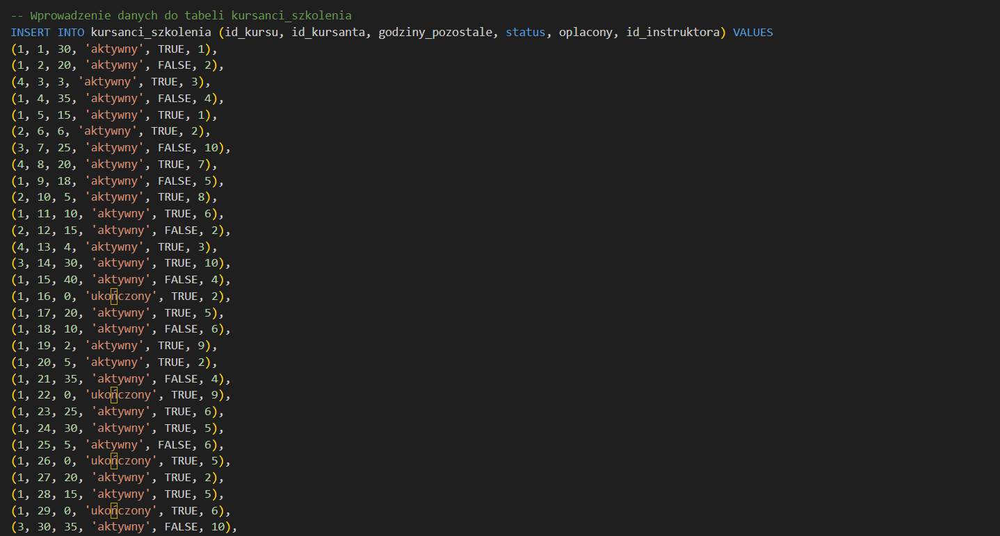 -- Wprowadzenie danych do tabeli kursanci_szkolenia
INSERT INTO kursanci_szkolenia (id_kursu, id_kursanta, godziny_pozostale, status, oplacony, id_instruktora) VALUES
(1, 1, 30, 'aktywny', TRUE, 1),
(1, 2, 20, 'aktywny', FALSE, 2),
(4, 3, 3, 'aktywny', TRUE, 3),
(1, 4, 35, 'aktywny', FALSE, 4),
(1, 5, 15, 'aktywny', TRUE, 1),
(2, 6, 6, 'aktywny', TRUE, 2),
(3, 7, 25, 'aktywny', FALSE, 10),
(4, 8, 20, 'aktywny', TRUE, 7),
(1, 9, 18, 'aktywny', FALSE, 5),
(2, 10, 5, 'aktywny', TRUE, 8),
(1, 11, 10, 'aktywny', TRUE, 6),
(2, 12, 15, 'aktywny', FALSE, 2),
(4, 13, 4, 'aktywny', TRUE, 3),
(3, 14, 30, 'aktywny', TRUE, 10),
(1, 15, 40, 'aktywny', FALSE, 4),
(1, 16, 0, 'ukończony', TRUE, 2),
(1, 17, 20, 'aktywny', TRUE, 5),
(1, 18, 10, 'aktywny', FALSE, 6),
(1, 19, 2, 'aktywny', TRUE, 9),
(1, 20, 5, 'aktywny', TRUE, 2),
(1, 21, 35, 'aktywny', FALSE, 4),
(1, 22, 0, 'ukończony', TRUE, 9),
(1, 23, 25, 'aktywny', TRUE, 6),
(1, 24, 30, 'aktywny', TRUE, 5),
(1, 25, 5, 'aktywny', FALSE, 6),
(1, 26, 0, 'ukończony', TRUE, 5),
(1, 27, 20, 'aktywny', TRUE, 2),
(1, 28, 15, 'aktywny', TRUE, 5),
(1, 29, 0, 'ukończony', TRUE, 6),
(3, 30, 35, 'aktywny', FALSE, 10),